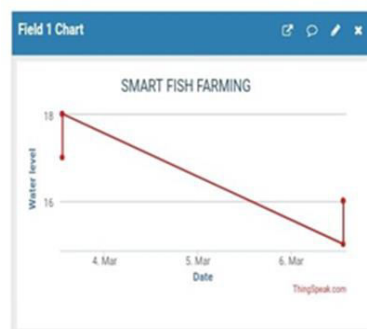 Field 1 Chart
SMART FISH FARMING
18
16
Water level
4. Mar
5. Mar
6. Mar
Date
ThingSpeak.com